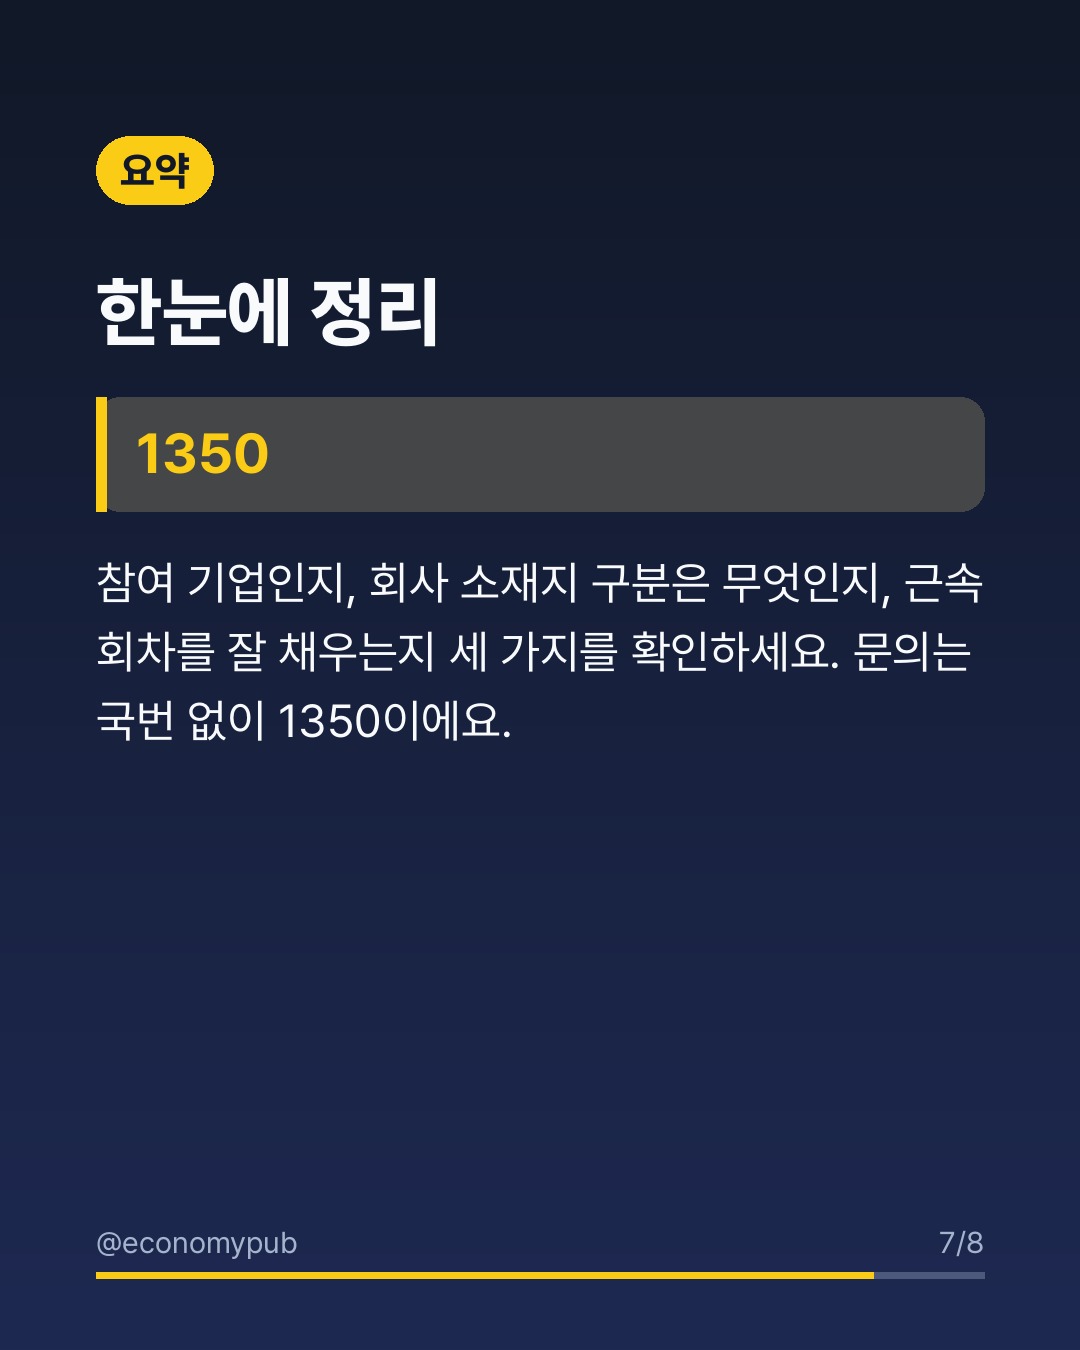 요약
한눈에 정리
1350
참여 기업인지, 회사 소재지 구분은 무엇인지, 근속
회차를 잘 채우는지 세 가지를 확인하세요. 문의는
국번 없이 1350이에요.
@economypub
7/8